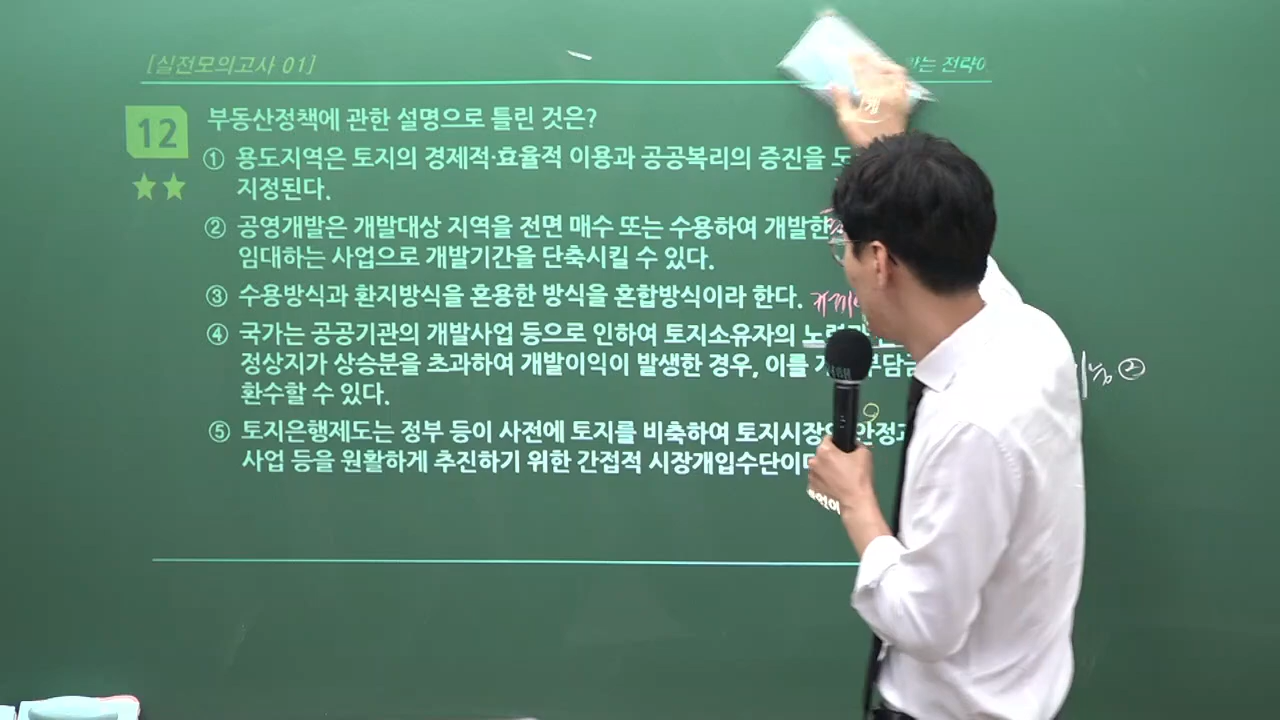 [실전모의고사 01]
는 전략
12 부동산정책에 관한 설명으로 틀린 것은?
① 용도지역은 토지의 경제적·효율적 이용과 공공복리의 증진을
지정된다.
② 공영개발은 개발대상 지역을 전면 매수 또는 수용하여 개발한
임대하는 사업으로 개발기간을 단축시킬 수 있다.
③ 수용방식과 환지방식을 혼용한 방식을 혼합방식이라 한다.
④ 국가는 공공기관의 개발사업 등으로 인하여 토지소유자의
정상지가 상승분을 초과하여 개발이익이 발생한 경우, 이를
환수할 수 있다.
②
⑤ 토지은행제도는 정부 등이 사전에 토지를 비축하여 토지시장의 안정과
사업 등을 원활하게 추진하기 위한 간접적 시장개입수단이